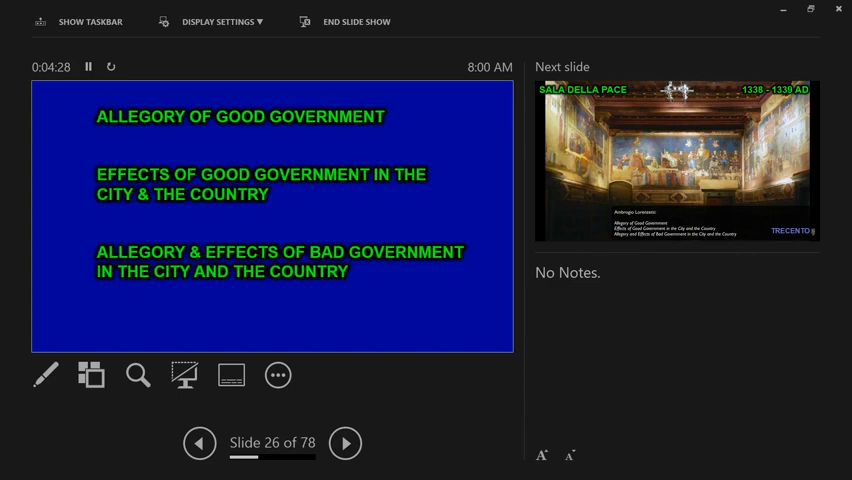 SHOW TASKBAR
DISPLAY SETTINGS ▼
END SLIDE SHOW
0:04:28
8:00 AM
ALLEGORY OF GOOD GOVERNMENT
EFFECTS OF GOOD GOVERNMENT IN THE
CITY & THE COUNTRY
ALLEGORY & EFFECTS OF BAD GOVERNMENT
IN THE CITY AND THE COUNTRY
Slide 26 of 78
Next slide
SALA DELLA PACE
1338 - 1339 AD
Ambrogio Lorenzetti:
Allegory of Good Government
Effects of Good Government in the City and the Country
Allegory and Effects of Bad Government in the City and the Country
TRECENTO
No Notes.
A A